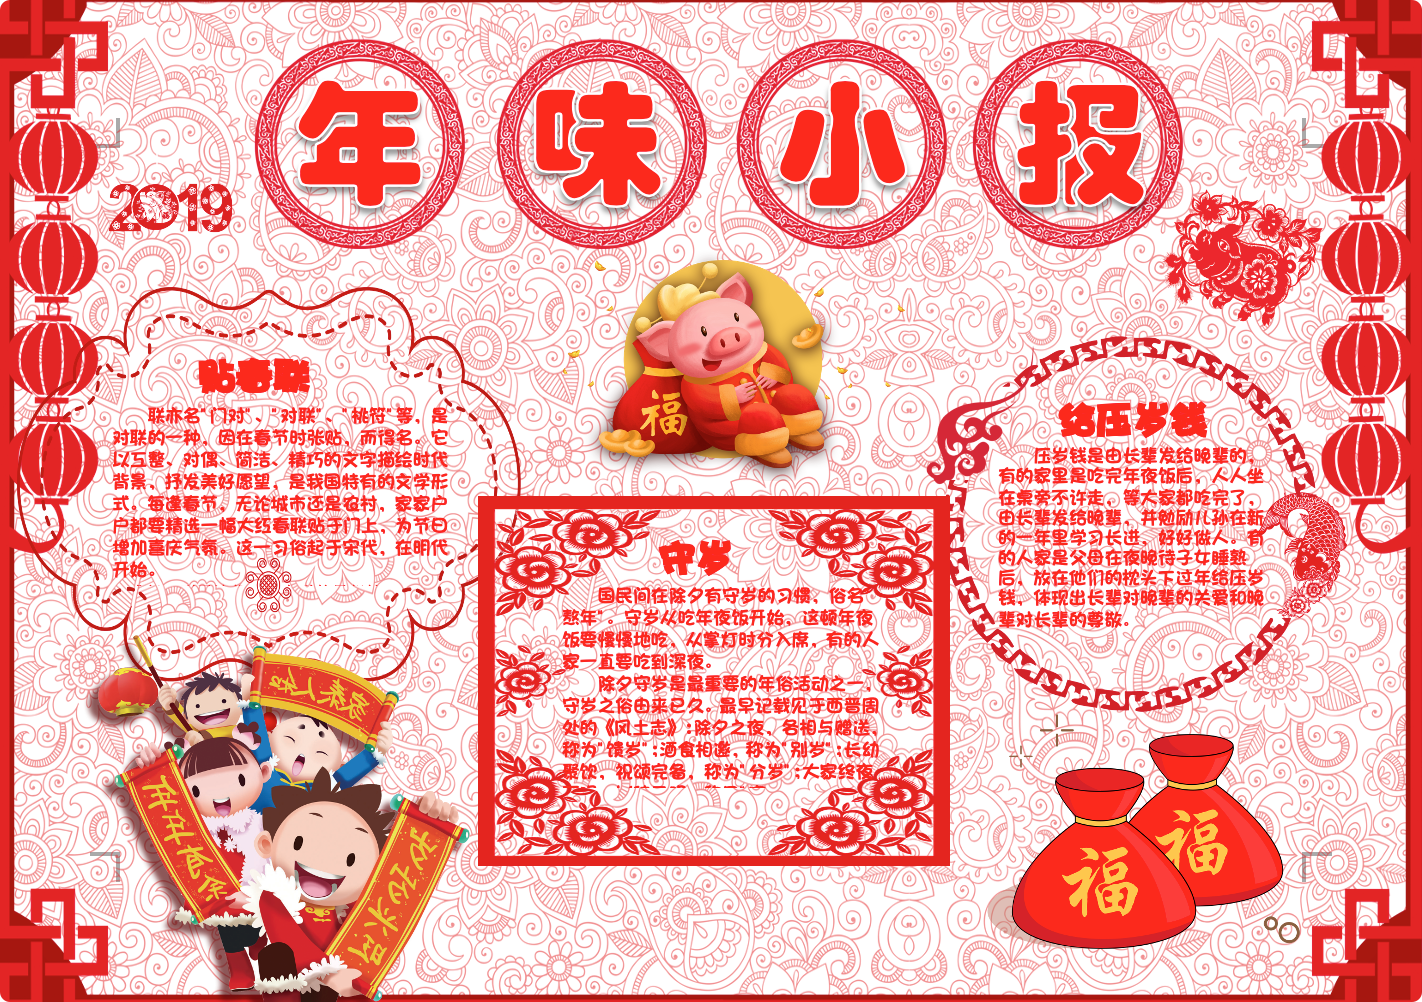 年味小报
2019
贴春联
联亦名"门对"、"对联"、"桃符"等，是
对联的一种，因在春节时张贴，而得名。它
以工整、对偶、简洁、精巧的文字描绘时代
背景、抒发美好愿望，是我国特有的文学形
式。每逢春节，无论城市还是农村，家家户
户都要精选一幅大红春联贴于门上，为节日
增加喜庆气氛。这一习俗起于宋代，在明代
开始。
福
给压岁钱
压岁钱是由长辈发给晚辈的，
有的家里是吃完年夜饭后，人人坐
在桌旁不许走，等大家都吃完了，
由长辈发给晚辈，并勉励儿孙在新
的一年里学习长进，好好做人。有
的人家是父母在夜晚待子女睡熟
后，放在他们的枕头下过年给压岁
钱，体现出长辈对晚辈的关爱和晚
辈对长辈的尊敬。
守岁
国民间在除夕有守岁的习惯，俗名"
熬年"。守岁从吃年夜饭开始，这顿年夜
饭要慢慢地吃，从掌灯时分入席，有的人
家一直要吃到深夜。
除夕守岁是最重要的年俗活动之一，
守岁之俗由来已久。最早记载见于西晋周
处的《风土志》：除夕之夜，各相与赠送，
称为"馈岁"；酒食相邀，称为"别岁"；长幼
聚饮，祝颂完备，称为"分岁"；大家终夜
年年有余
福
福